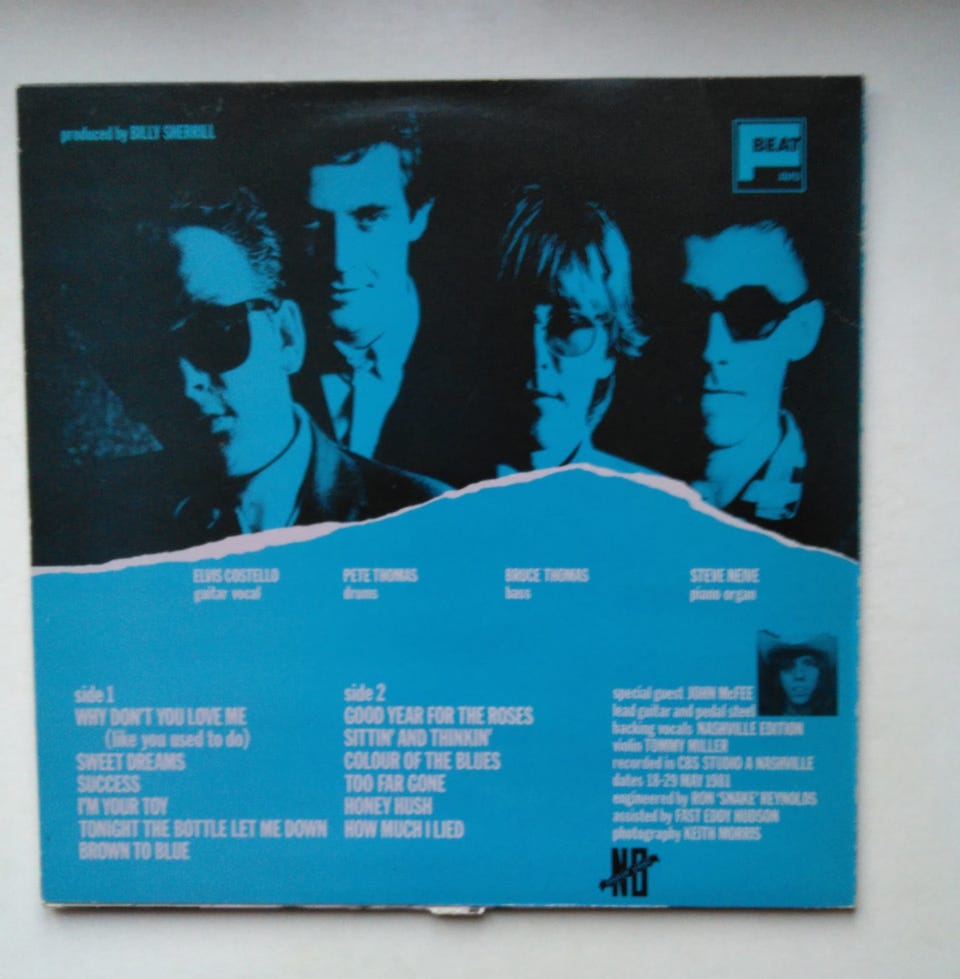 produced by BILLY SHERRILL
BEAT
ELVIS COSTELLO
guitar vocal
PETE THOMAS
drums
BRUCE THOMAS
bass
STEVE NEIVE
piano organ
side 1
WHY DON'T YOU LOVE ME
(like you used to do)
SWEET DREAMS
SUCCESS
I'M YOUR TOY
TONIGHT THE BOTTLE LET ME DOWN
BROWN TO BLUE
side 2
GOOD YEAR FOR THE ROSES
SITTIN' AND THINKIN'
COLOUR OF THE BLUES
TOO FAR GONE
HONEY HUSH
HOW MUCH I LIED
special guest JOHN McFEE
lead guitar and pedal steel
backing vocals NASHVILLE EDITION
violin TOMMY MILLER
recorded in CBS STUDIO A NASHVILLE
dates 18-29 MAY 1981
engineered by RON 'SNAKE' REYNOLDS
assisted by FAST EDDY HUDSON
photography KEITH MORRIS